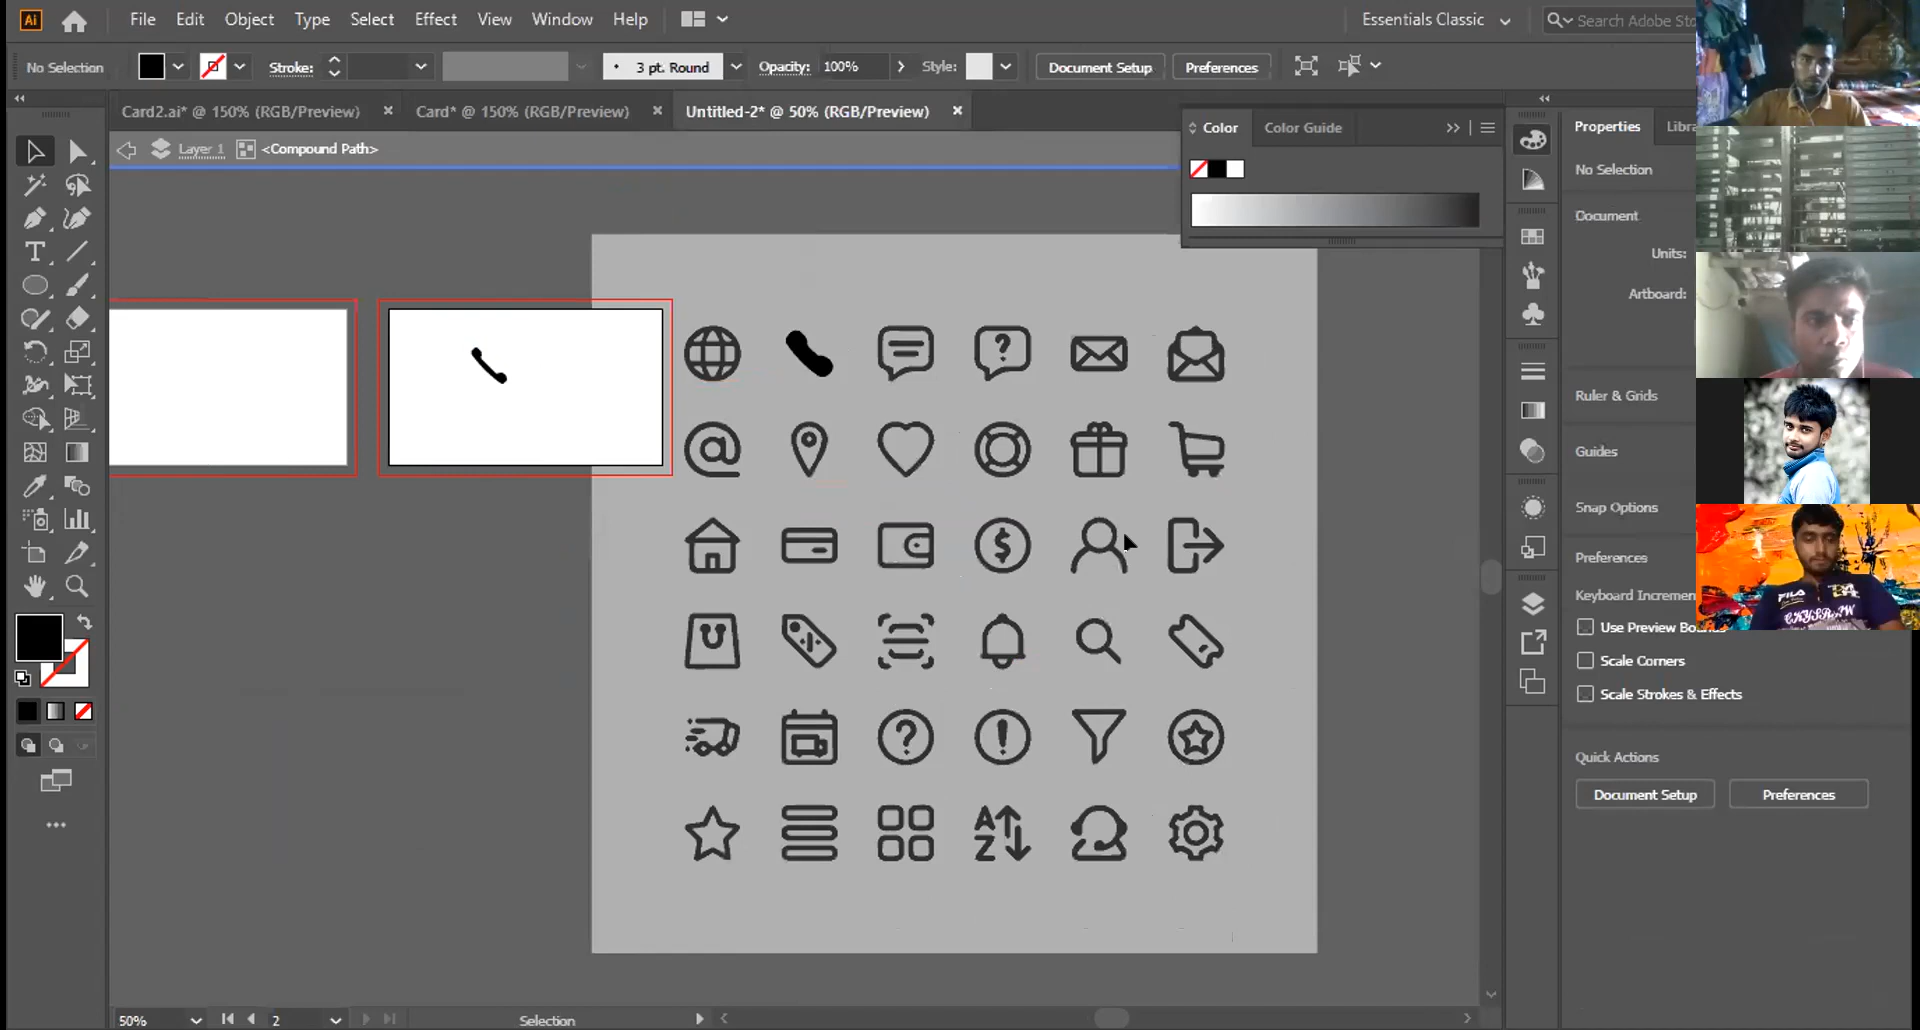 Ai File Edit Object Type Select Effect View Window Help Essentials Classic Search Adobe Sto
No Selection Stroke: 3 pt. Round Opacity: 100% Style: Document Setup Preferences
Card2.ai* @ 150% (RGB/Preview) Card* @ 150% (RGB/Preview) Untitled-2* @ 50% (RGB/Preview)
Color Color Guide Properties Libra
Layer 1 <Compound Path>
No Selection
Document
Units:
Artboard:
Ruler & Grids
Guides
Snap Options
Preferences
Keyboard Incremen
Use Preview Bou
Scale Corners
Scale Strokes & Effects
Quick Actions
Document Setup Preferences
A
Z
FILA
50% 2 Selection